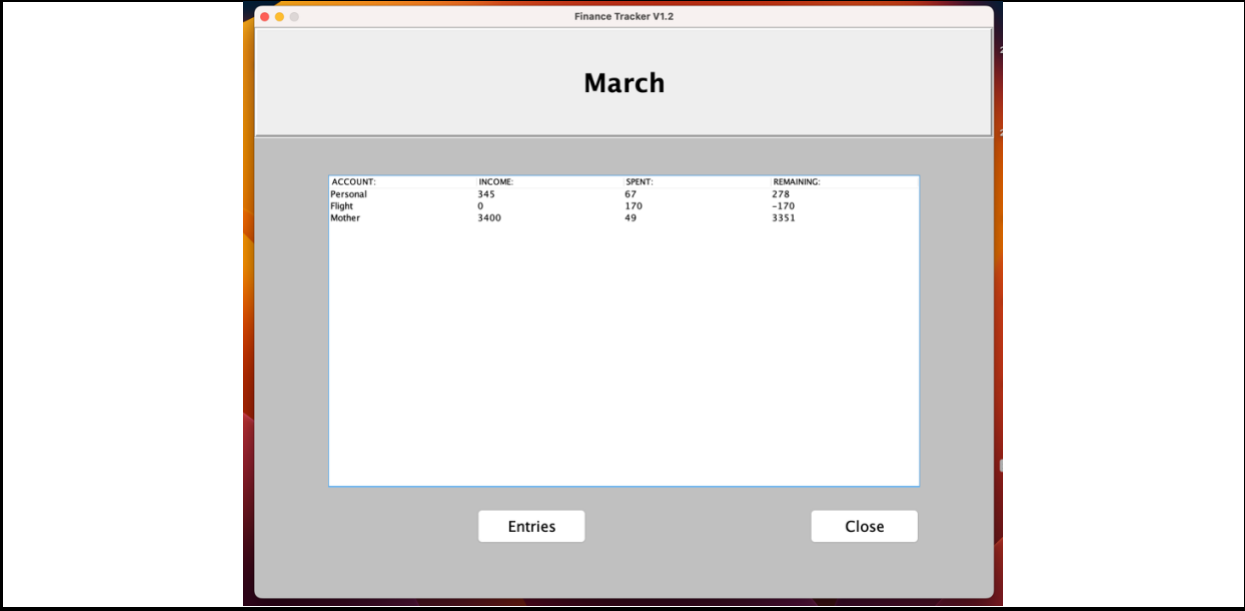 Finance Tracker V1.2
March
ACCOUNT: INCOME: SPENT: REMAINING:
Personal 345 67 278
Flight 0 170 -170
Mother 3400 49 3351
Entries Close